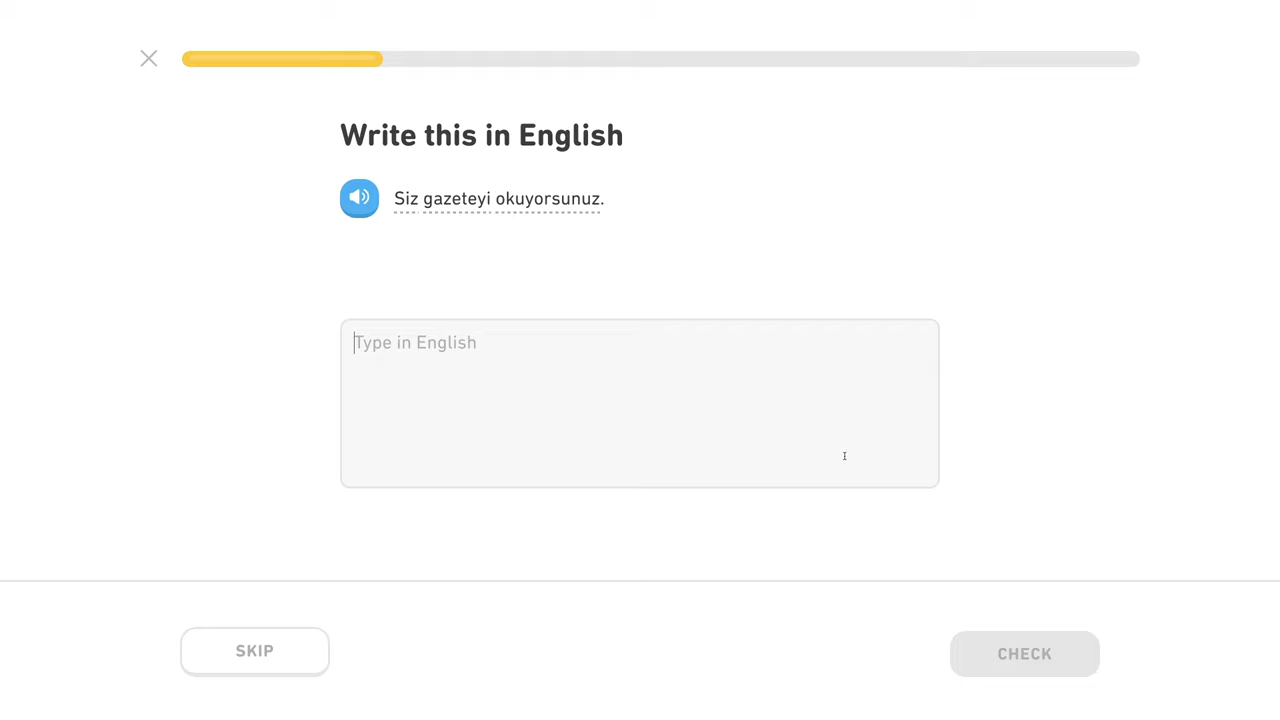 Write this in English
Siz gazeteyi okuyorsunuz.
Type in English
SKIP
CHECK